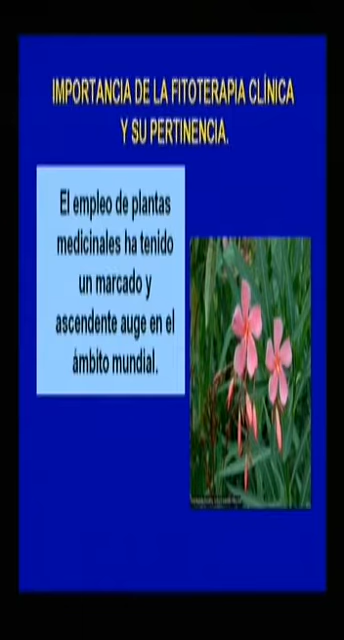 IMPORTANCIA DE LA FITOTERAPIA CLÍNICA
Y SU PERTINENCIA.
El empleo de plantas
medicinales ha tenido
un marcado y
ascendente auge en el
ámbito mundial.